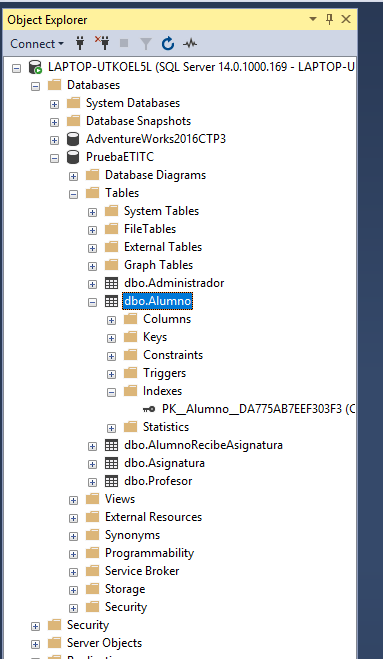 Object Explorer
Connect
LAPTOP-UTKOEL5L (SQL Server 14.0.1000.169 - LAPTOP-U
Databases
System Databases
Database Snapshots
AdventureWorks2016CTP3
PruebaETITC
Database Diagrams
Tables
System Tables
FileTables
External Tables
Graph Tables
dbo.Administrador
dbo.Alumno
Columns
Keys
Constraints
Triggers
Indexes
PK__Alumno__DA775AB7EEF303F3 (C
Statistics
dbo.AlumnoRecibeAsignatura
dbo.Asignatura
dbo.Profesor
Views
External Resources
Synonyms
Programmability
Service Broker
Storage
Security
Security
Server Objects